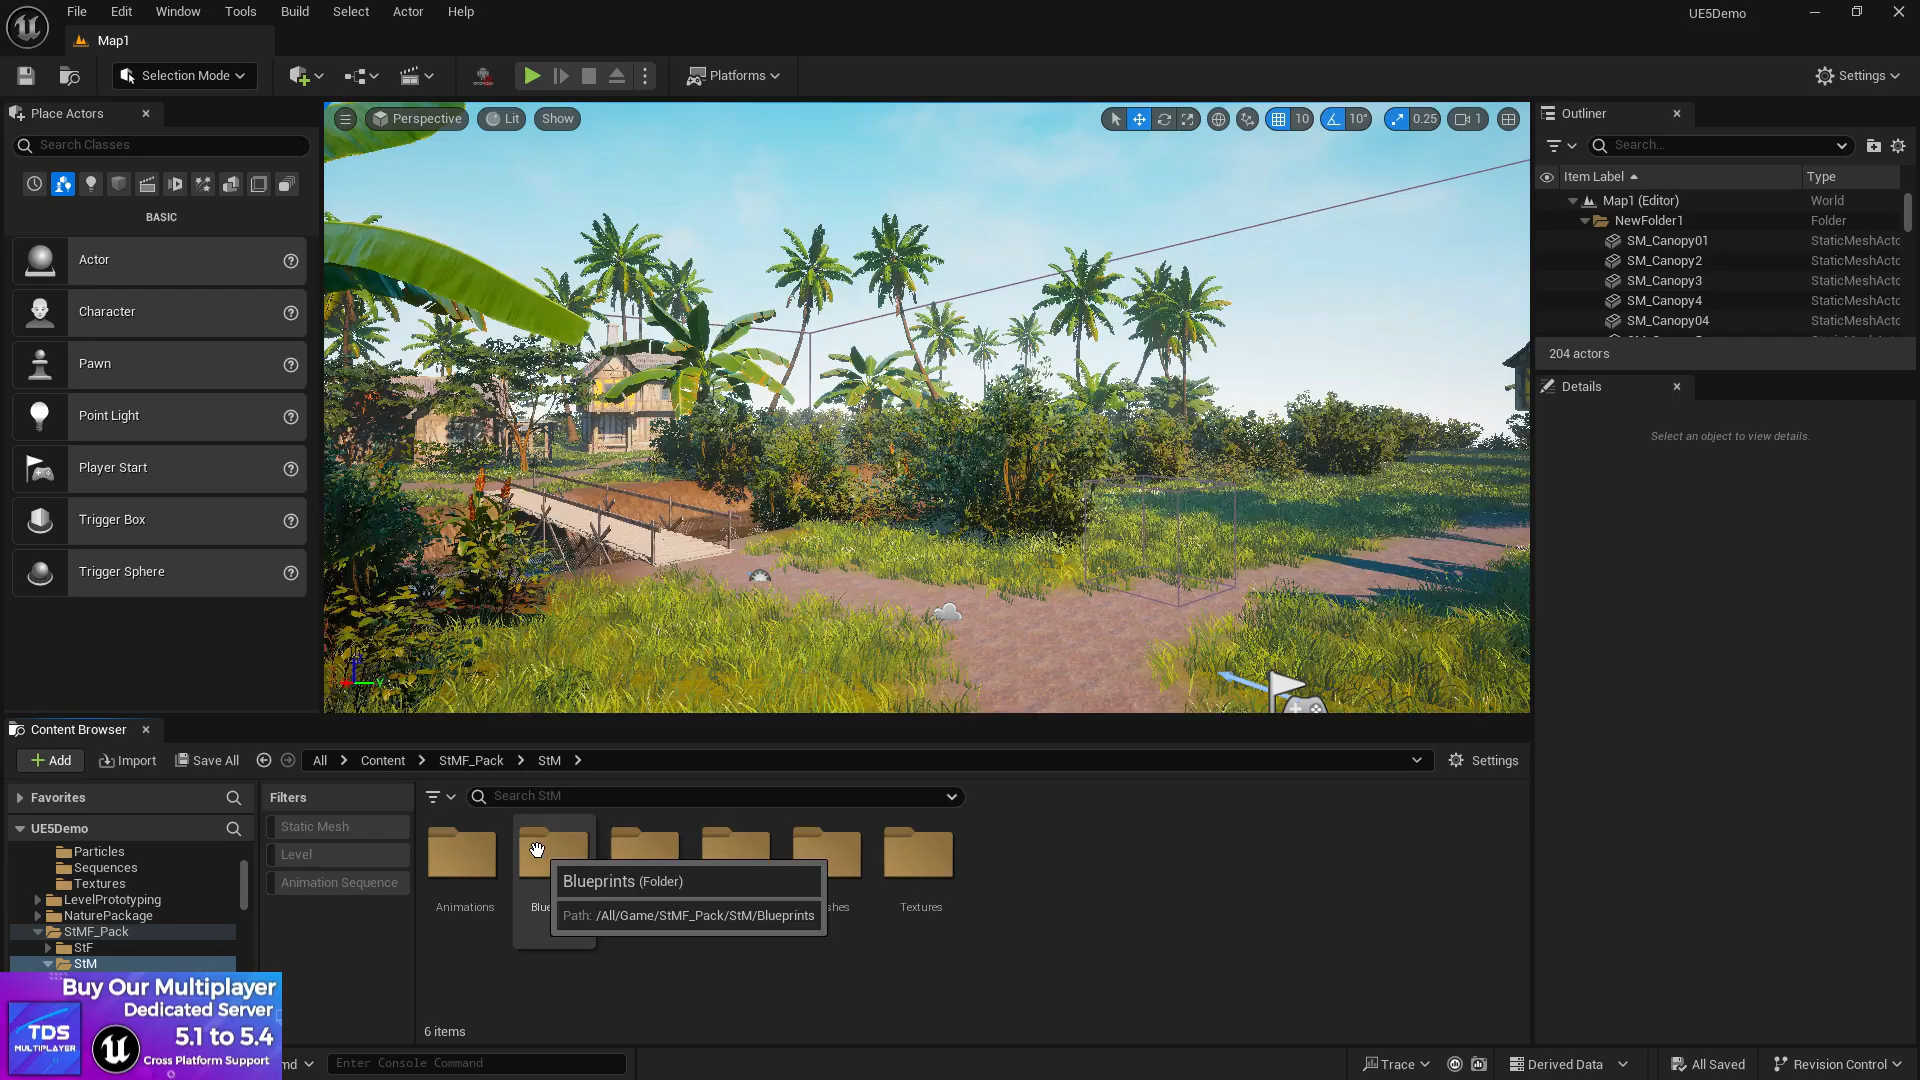 File Edit Window Tools Build Select Actor Help
UE5Demo
Map1
Selection Mode
Platforms
Settings
Place Actors
Search Classes
BASIC
Actor
Character
Pawn
Point Light
Player Start
Trigger Box
Trigger Sphere
Perspective Lit Show
10 10° 0.25 1
Outliner
Search...
Item Label Type
Map1 (Editor) World
NewFolder1 Folder
SM_Canopy01 StaticMeshActo
SM_Canopy2 StaticMeshActo
SM_Canopy3 StaticMeshActo
SM_Canopy4 StaticMeshActo
SM_Canopy04 StaticMeshActo
204 actors
Details
Select an object to view details.
Content Browser
Add Import Save All All Content StMF_Pack StM Settings
Favorites
UE5Demo
Particles
Sequences
Textures
LevelPrototyping
NaturePackage
StMF_Pack
StF
StM
Filters
Static Mesh
Level
Animation Sequence
Search StM
Animations Blue shes Textures
Blueprints (Folder)
Path: /All/Game/StMF_Pack/StM/Blueprints
6 items
Buy Our Multiplayer
Dedicated Server
5.1 to 5.4
Cross Platform Support
TDS
MULTIPLAYER
md Enter Console Command
Trace Derived Data All Saved Revision Control